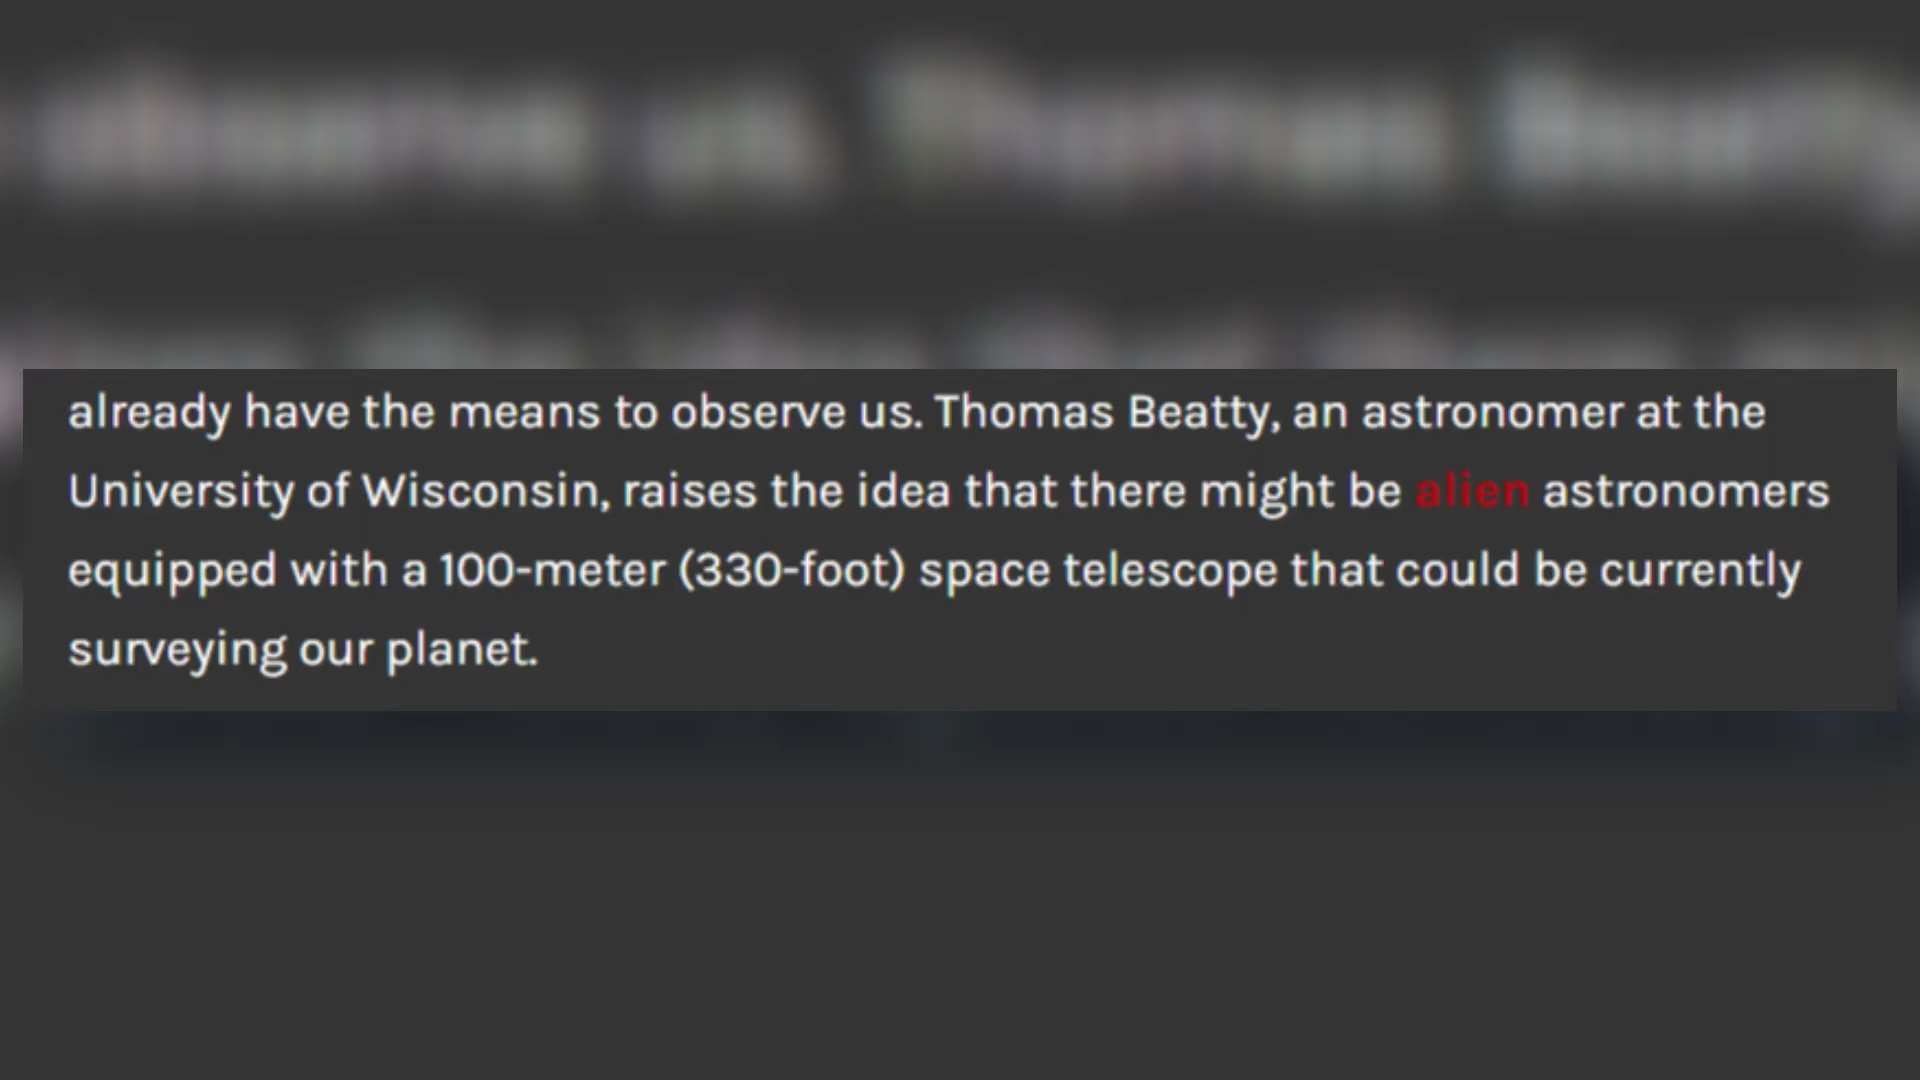 already have the means to observe us. Thomas Beatty, an astronomer at the
University of Wisconsin, raises the idea that there might be alien astronomers
equipped with a 100-meter (330-foot) space telescope that could be currently
surveying our planet.